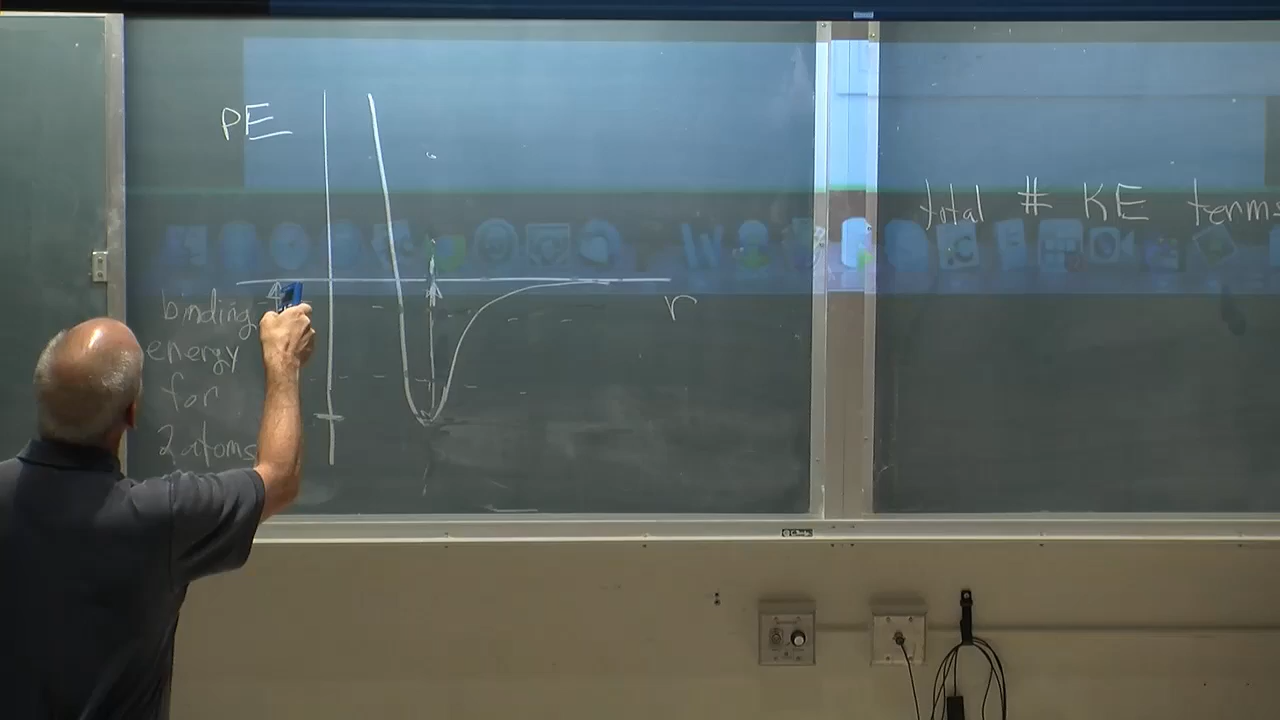 PE
binding
energy
for
2 atoms
r
total # KE terms